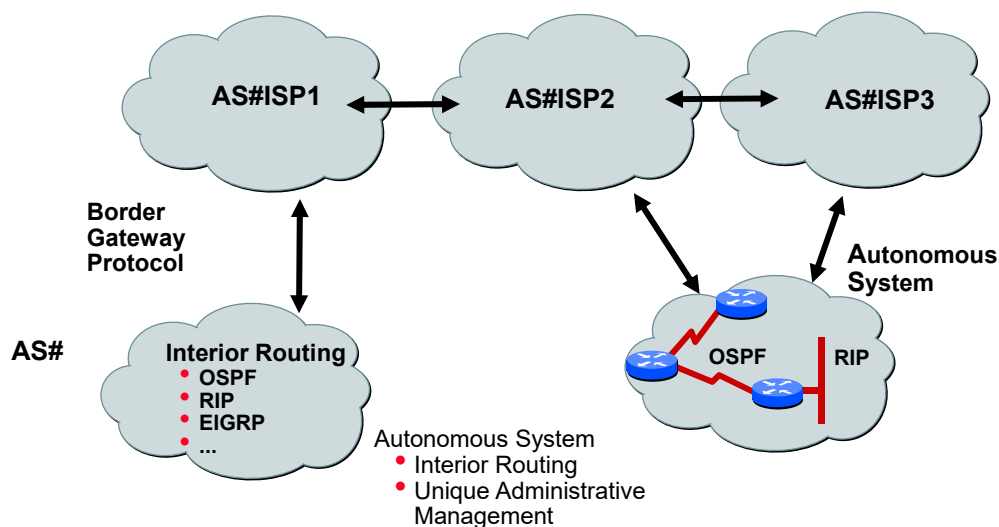 AS#ISP1
AS#ISP2
AS#ISP3
Border
Gateway
Protocol
Autonomous
System
AS#
Interior Routing
• OSPF
• RIP
• EIGRP
• ...
OSPF
RIP
Autonomous System
• Interior Routing
• Unique Administrative
Management